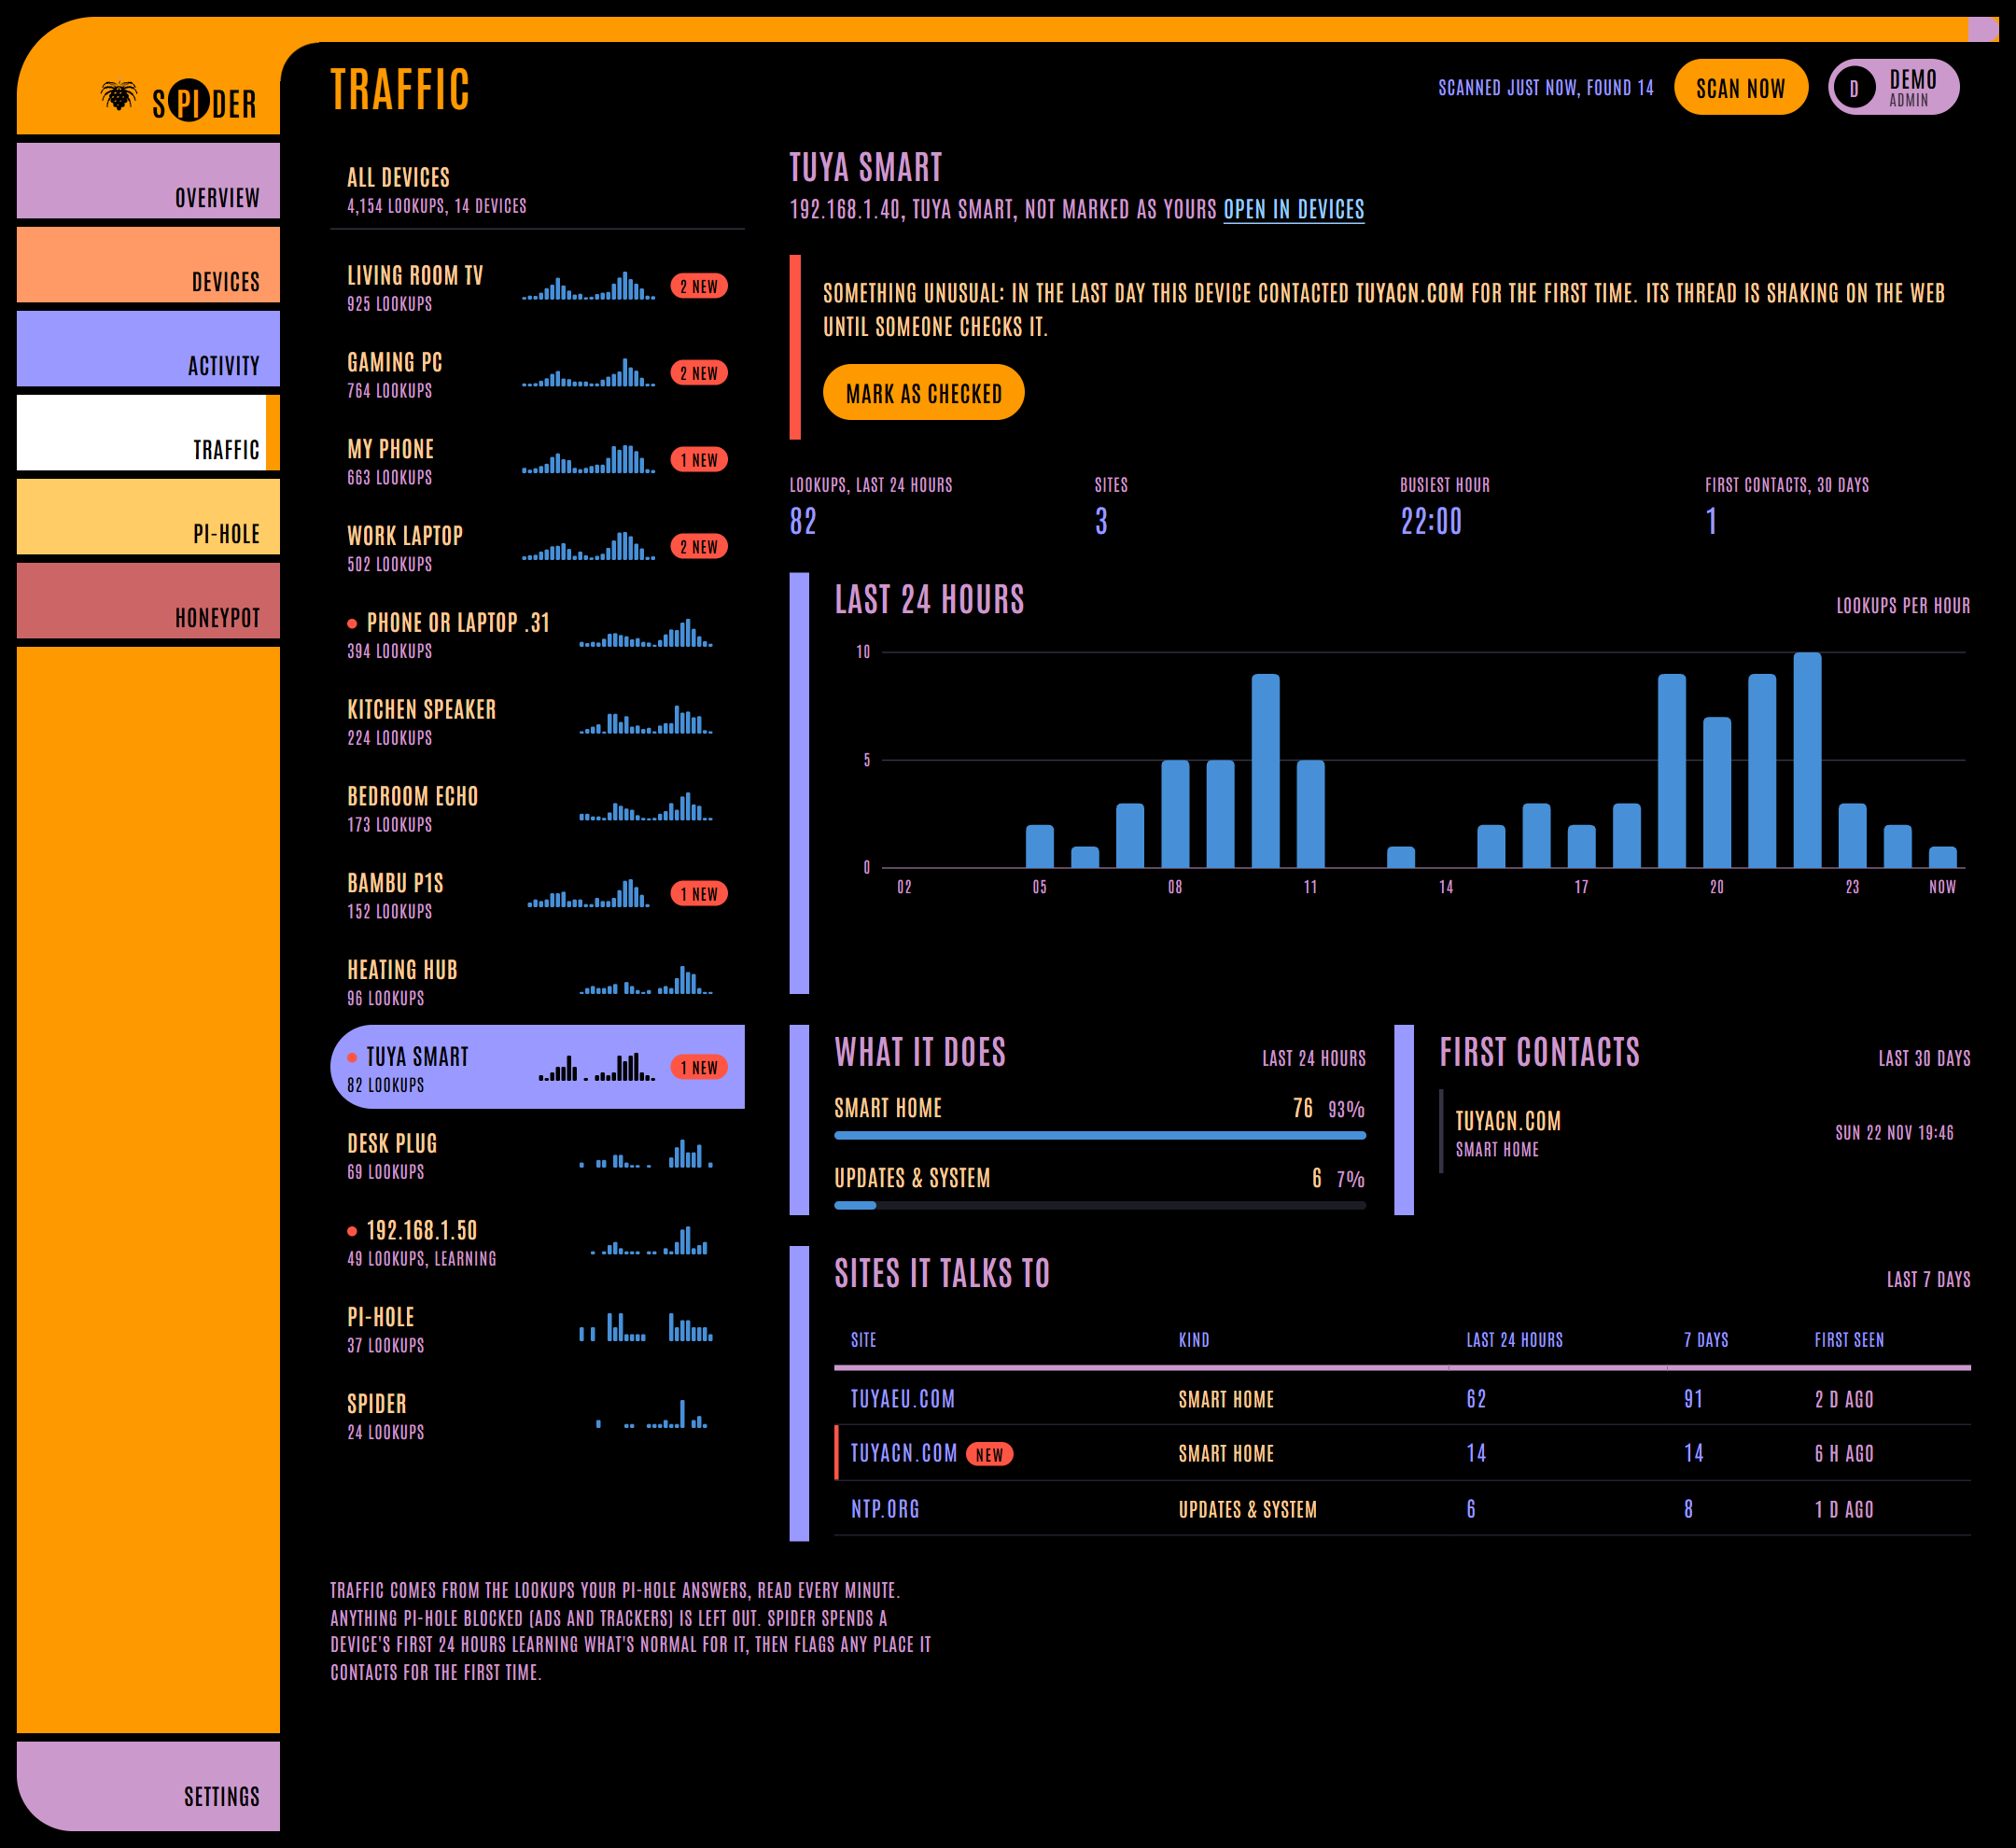 SPIDER
OVERVIEW
DEVICES
ACTIVITY
TRAFFIC
PI-HOLE
HONEYPOT
SETTINGS
TRAFFIC
SCANNED JUST NOW, FOUND 14
SCAN NOW
D
DEMO
ADMIN
ALL DEVICES
4,154 LOOKUPS, 14 DEVICES
LIVING ROOM TV
925 LOOKUPS
2 NEW
GAMING PC
764 LOOKUPS
2 NEW
MY PHONE
663 LOOKUPS
1 NEW
WORK LAPTOP
502 LOOKUPS
2 NEW
PHONE OR LAPTOP .31
394 LOOKUPS
KITCHEN SPEAKER
224 LOOKUPS
BEDROOM ECHO
173 LOOKUPS
BAMBU P1S
152 LOOKUPS
1 NEW
HEATING HUB
96 LOOKUPS
TUYA SMART
82 LOOKUPS
1 NEW
DESK PLUG
69 LOOKUPS
192.168.1.50
49 LOOKUPS, LEARNING
PI-HOLE
37 LOOKUPS
SPIDER
24 LOOKUPS
TUYA SMART
192.168.1.40, TUYA SMART, NOT MARKED AS YOURS OPEN IN DEVICES
SOMETHING UNUSUAL: IN THE LAST DAY THIS DEVICE CONTACTED TUYACN.COM FOR THE FIRST TIME. ITS THREAD IS SHAKING ON THE WEB
UNTIL SOMEONE CHECKS IT.
MARK AS CHECKED
LOOKUPS, LAST 24 HOURS
82
SITES
3
BUSIEST HOUR
22:00
FIRST CONTACTS, 30 DAYS
1
LAST 24 HOURS
LOOKUPS PER HOUR
10
5
0
02 05 08 11 14 17 20 23 NOW
WHAT IT DOES
LAST 24 HOURS
SMART HOME 76 93%
UPDATES & SYSTEM 6 7%
FIRST CONTACTS
LAST 30 DAYS
TUYACN.COM
SMART HOME
SUN 22 NOV 19:46
SITES IT TALKS TO
LAST 7 DAYS
SITE KIND LAST 24 HOURS 7 DAYS FIRST SEEN
TUYAEU.COM SMART HOME 62 91 2 D AGO
TUYACN.COM NEW SMART HOME 14 14 6 H AGO
NTP.ORG UPDATES & SYSTEM 6 8 1 D AGO
TRAFFIC COMES FROM THE LOOKUPS YOUR PI-HOLE ANSWERS, READ EVERY MINUTE.
ANYTHING PI-HOLE BLOCKED (ADS AND TRACKERS) IS LEFT OUT. SPIDER SPENDS A
DEVICE'S FIRST 24 HOURS LEARNING WHAT'S NORMAL FOR IT, THEN FLAGS ANY PLACE IT
CONTACTS FOR THE FIRST TIME.